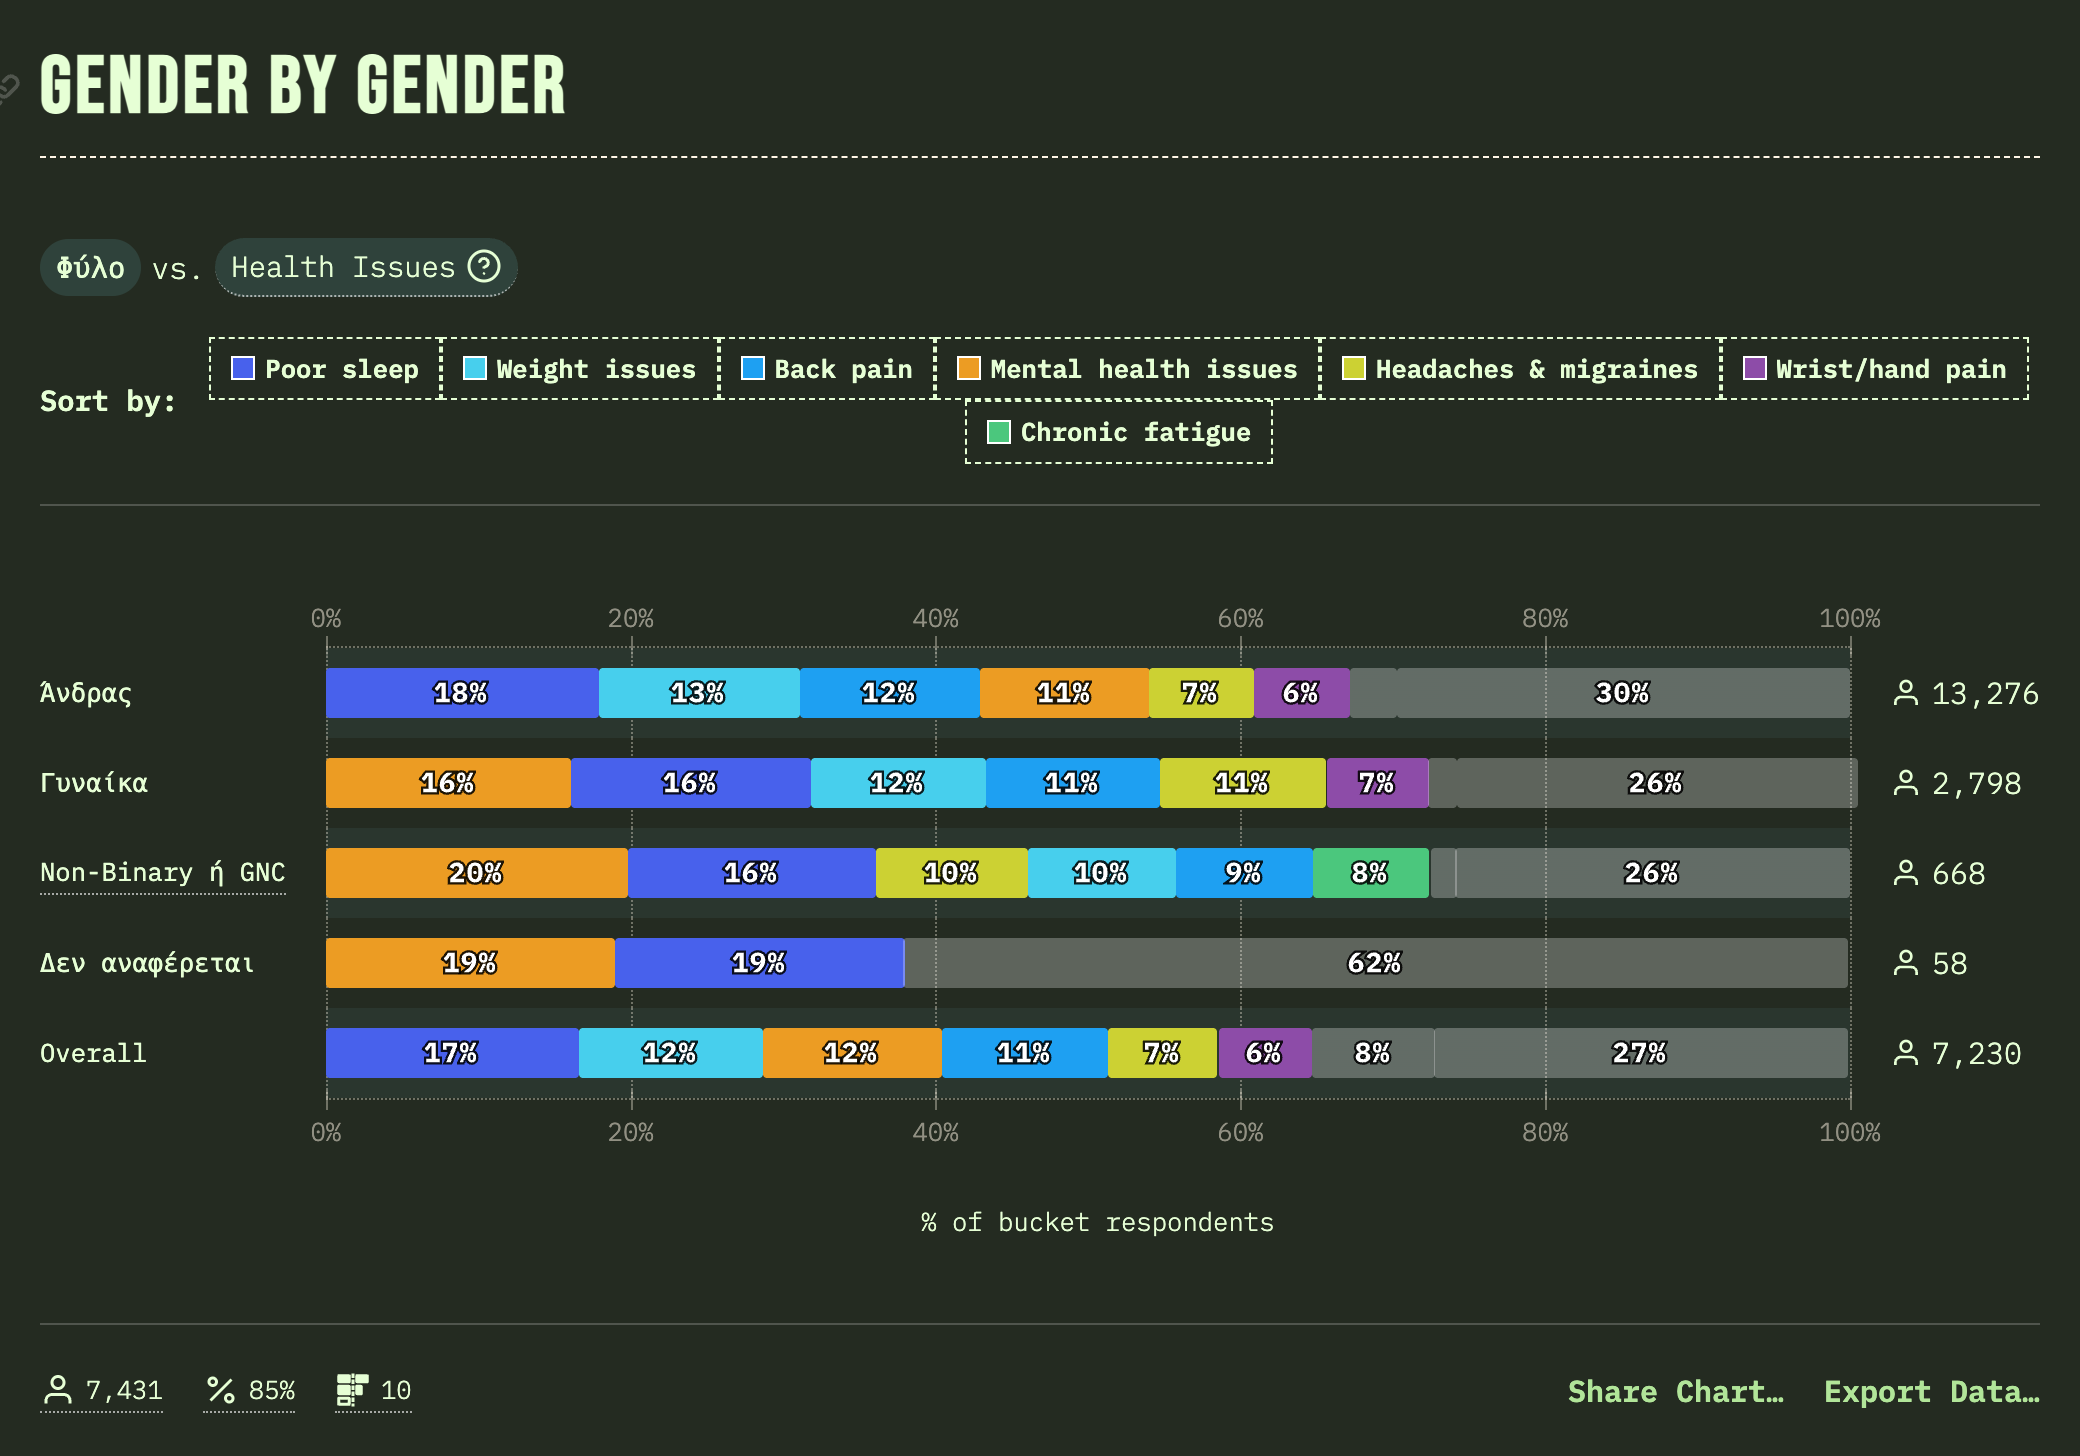 GENDER BY GENDER
Φύλο vs. Health Issues ?
Poor sleep Weight issues Back pain Mental health issues Headaches & migraines Wrist/hand pain
Sort by:
Chronic fatigue
0% 20% 40% 60% 80% 100%
Άνδρας 18% 13% 12% 11% 7% 6% 30% 13,276
Γυναίκα 16% 16% 12% 11% 11% 7% 26% 2,798
Non-Binary ή GNC 20% 16% 10% 10% 9% 8% 26% 668
Δεν αναφέρεται 19% 19% 62% 58
Overall 17% 12% 12% 11% 7% 6% 8% 27% 7,230
0% 20% 40% 60% 80% 100%
% of bucket respondents
7,431 % 85% 10 Share Chart… Export Data…